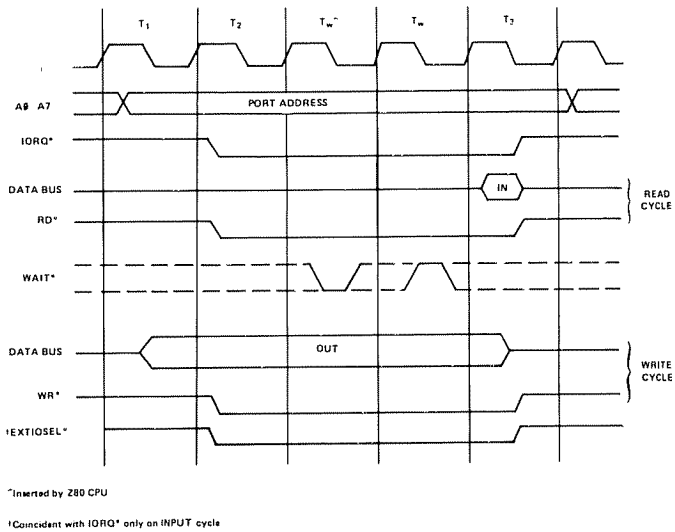 T1 T2 Tw* Tw T3
A0 A7 PORT ADDRESS
IORQ*
DATA BUS IN
READ CYCLE
RD*
WAIT*
DATA BUS OUT
WRITE CYCLE
WR*
†EXTIOSEL*
*Inserted by Z80 CPU
†Coincident with IORQ* only on INPUT cycle